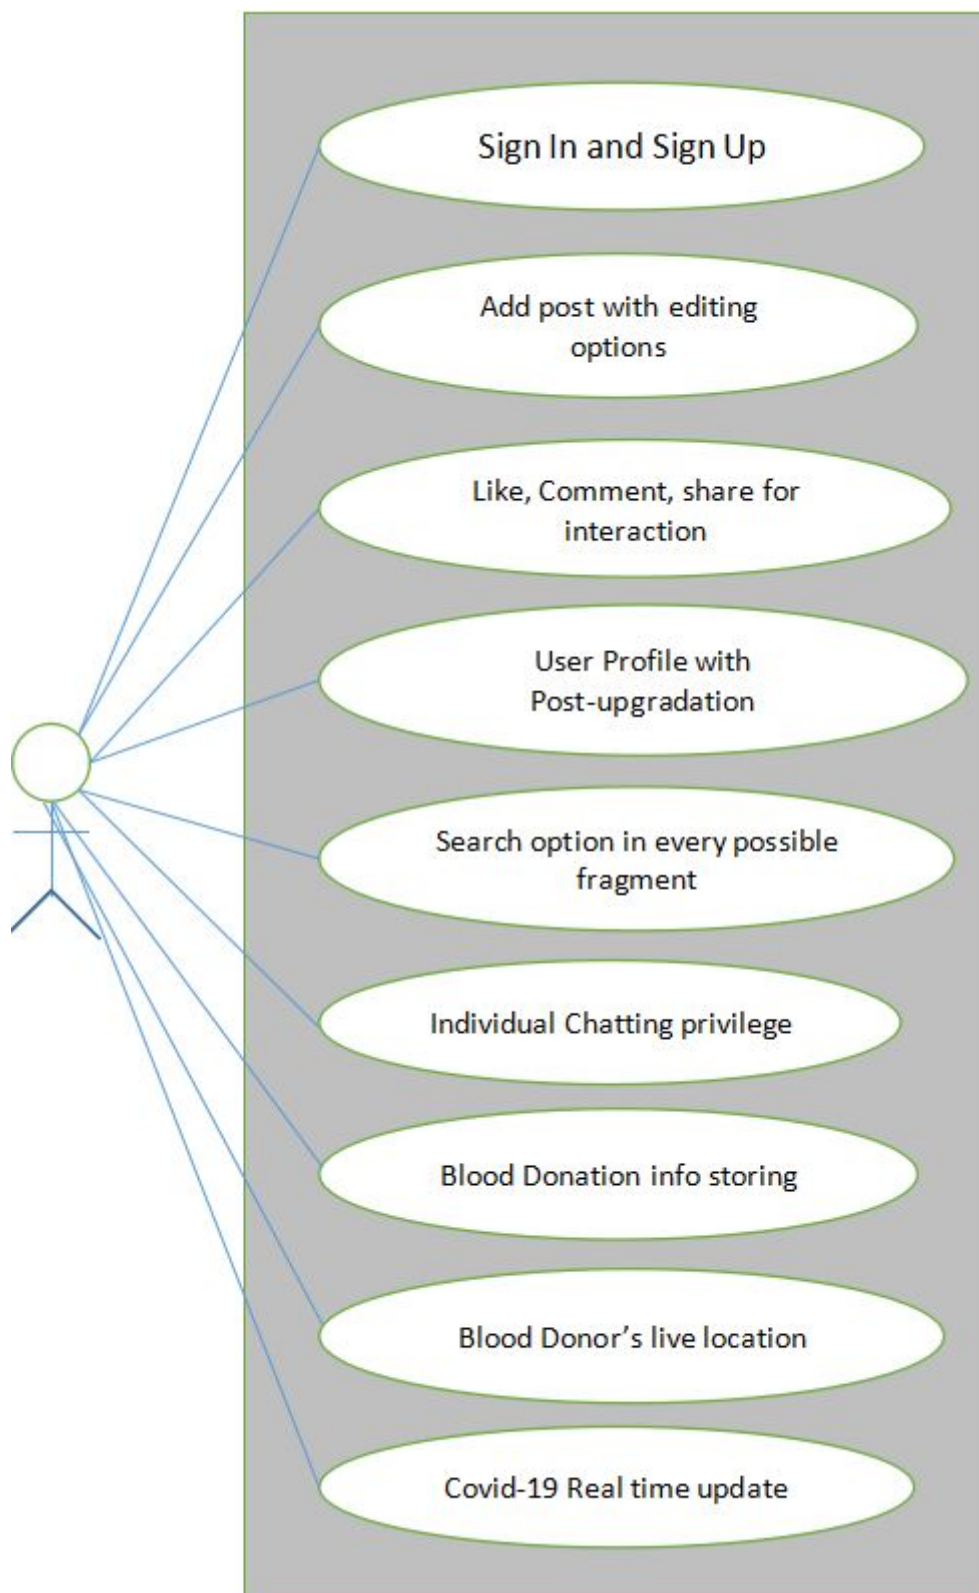 Sign In and Sign Up
Add post with editing
options
Like, Comment, share for
interaction
User Profile with
Post-upgradation
Search option in every possible
fragment
Individual Chatting privilege
Blood Donation info storing
Blood Donor’s live location
Covid-19 Real time update